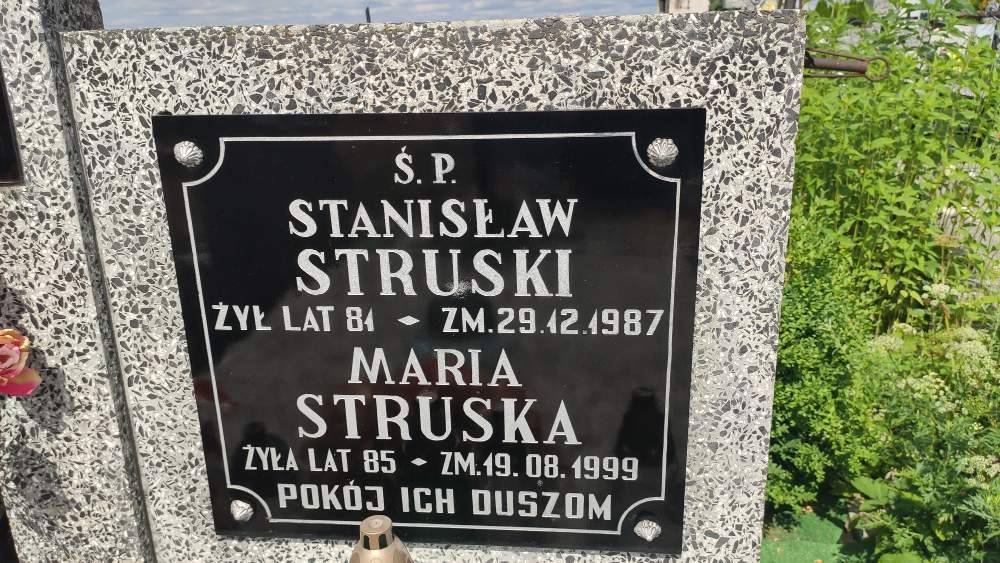 Ś. P.
STANISŁAW
STRUSKI
ŻYŁ LAT 81 ⬥ ZM. 29.12.1987
MARIA
STRUSKA
ŻYŁA LAT 85 ⬥ ZM. 19.08.1999
POKÓJ ICH DUSZOM